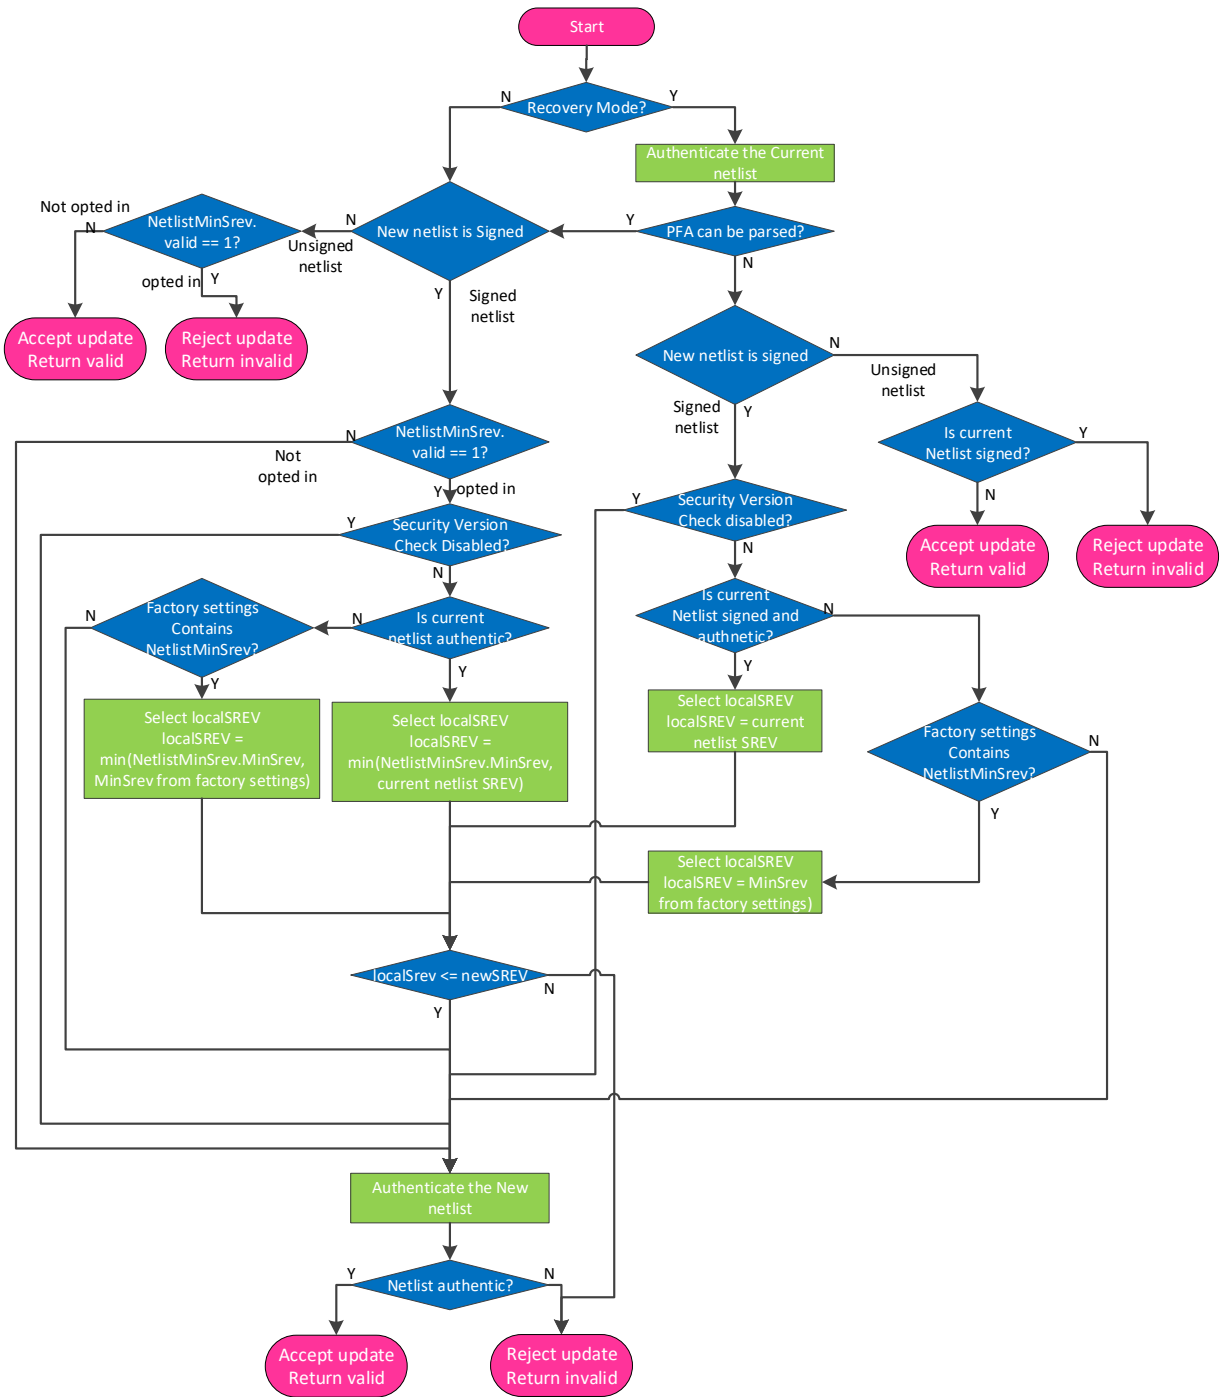 Start
N
Recovery Mode?
Y
Authenticate the Current
netlist
Not opted in
N
NetlistMinSrev.
valid == 1?
N
Unsigned
netlist
New netlist is Signed
Y
PFA can be parsed?
N
opted in
Y
Y
Signed
netlist
Accept update
Return valid
Reject update
Return invalid
New netlist is signed
N
Unsigned
netlist
Signed
netlist
Y
Is current
Netlist signed?
Y
N
N
NetlistMinSrev.
valid == 1?
Not
opted in
Y
opted in
Y
Security Version
Check Disabled?
N
Y
Security Version
Check disabled?
N
Accept update
Return valid
Reject update
Return invalid
N
Factory settings
Contains
NetlistMinSrev?
Y
N
Is current
netlist authentic?
Y
Is current
Netlist signed and
authnetic?
N
Y
Select localSREV
localSREV =
min(NetlistMinSrev.MinSrev,
MinSrev from factory settings)
Select localSREV
localSREV =
min(NetlistMinSrev.MinSrev,
current netlist SREV)
Select localSREV
localSREV = current
netlist SREV
Factory settings
Contains
NetlistMinSrev?
N
Y
Select localSREV
localSREV = MinSrev
from factory settings)
localSrev <= newSREV
N
Y
Authenticate the New
netlist
Y
Netlist authentic?
N
Accept update
Return valid
Reject update
Return invalid